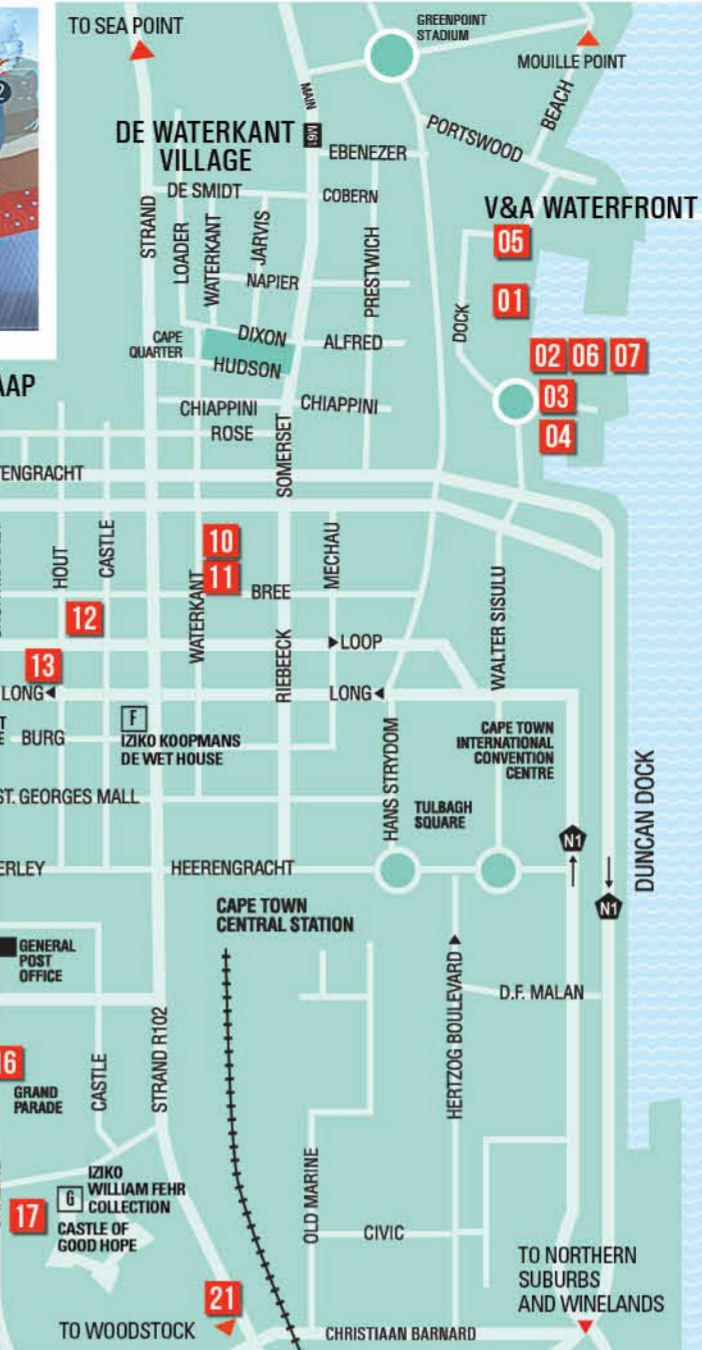 TO SEA POINT
GREENPOINT
STADIUM
MOUILLE POINT
2
MAIN
M61
BEACH
PORTSWOOD
DE WATERKANT
VILLAGE
EBENEZER
DE SMIDT
COBERN
V&A WATERFRONT
STRAND
LOADER
WATERKANT
JARVIS
PRESTWICH
05
NAPIER
01
DOCK
CAPE
QUARTER
DIXON
ALFRED
HUDSON
02 06 07
AAP
03
CHIAPPINI
CHIAPPINI
ROSE
04
SOMERSET
TENGRACHT
HOUT
CASTLE
10
11
WATERKANT
BREE
MECHAU
WALTER SISULU
12
RIEBEECK
LOOP
13
LONG
LONG
F
BURG
IZIKO KOOPMANS
DE WET HOUSE
CAPE TOWN
INTERNATIONAL
CONVENTION
CENTRE
HANS STRYDOM
DUNCAN DOCK
ST. GEORGES MALL
TULBAGH
SQUARE
N1
ERLEY
HEERENGRACHT
N1
CAPE TOWN
CENTRAL STATION
GENERAL
POST
OFFICE
HERTZOG BOULEVARD
D.F. MALAN
STRAND R102
CASTLE
16
GRAND
PARADE
OLD MARINE
IZIKO
WILLIAM FEHR
COLLECTION
G
17
CASTLE OF
GOOD HOPE
CIVIC
TO NORTHERN
SUBURBS
AND WINELANDS
21
TO WOODSTOCK
CHRISTIAAN BARNARD